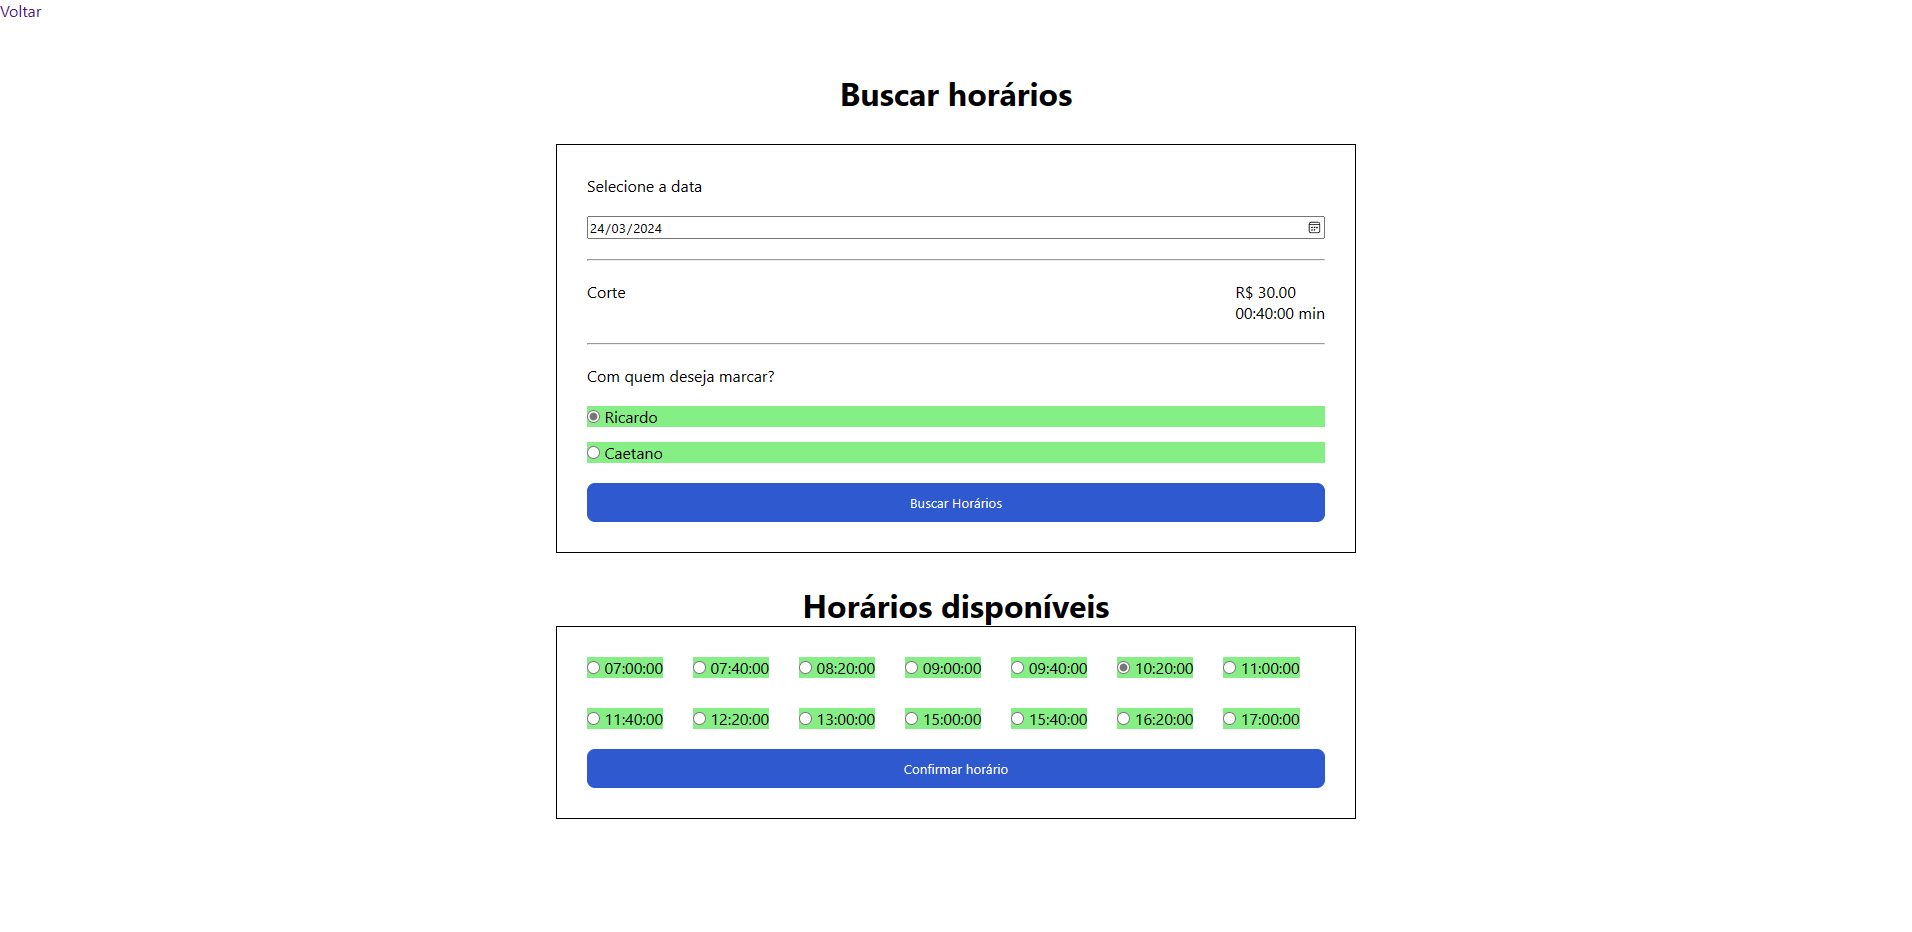 Voltar
Buscar horários
Selecione a data
24/03/2024
Corte
R$ 30.00
00:40:00 min
Com quem deseja marcar?
Ricardo
Caetano
Buscar Horários
Horários disponíveis
07:00:00 07:40:00 08:20:00 09:00:00 09:40:00 10:20:00 11:00:00
11:40:00 12:20:00 13:00:00 15:00:00 15:40:00 16:20:00 17:00:00
Confirmar horário